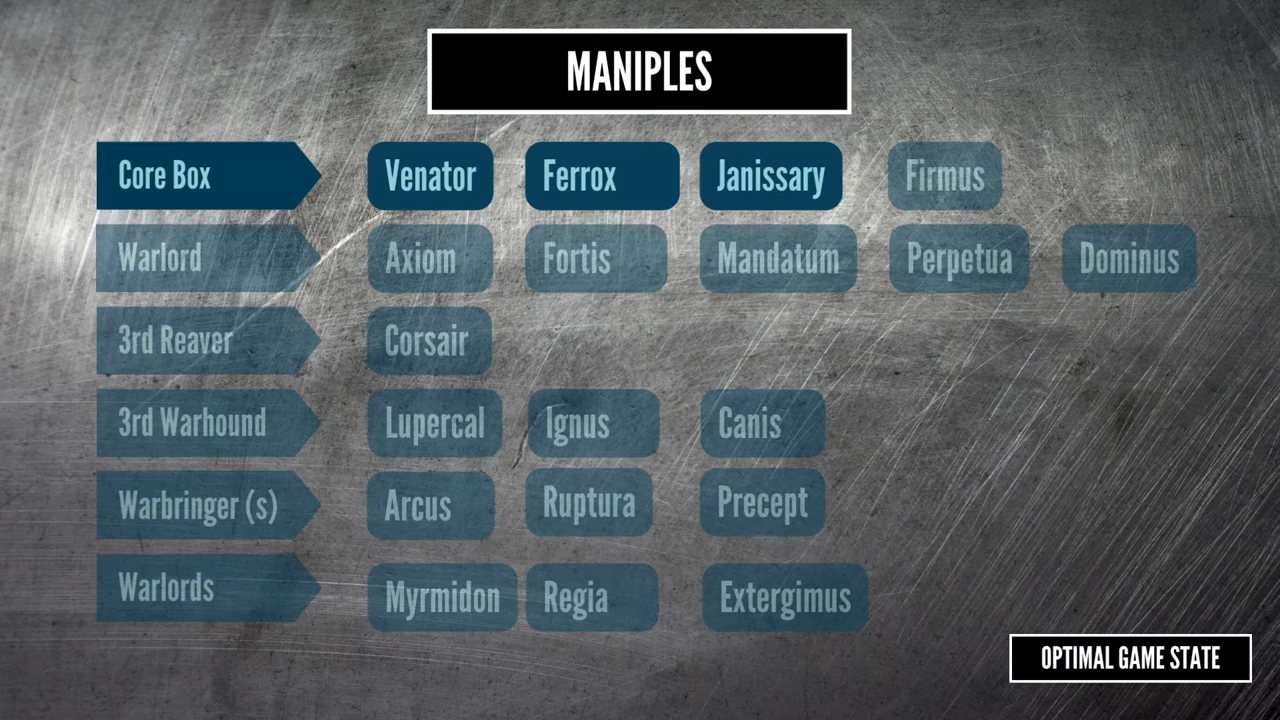 MANIPLES
Core Box Venator Ferrox Janissary Firmus
Warlord Axiom Fortis Mandatum Perpetua Dominus
3rd Reaver Corsair
3rd Warhound Lupercal Ignus Canis
Warbringer (s) Arcus Ruptura Precept
Warlords Myrmidon Regia Extergimus
OPTIMAL GAME STATE